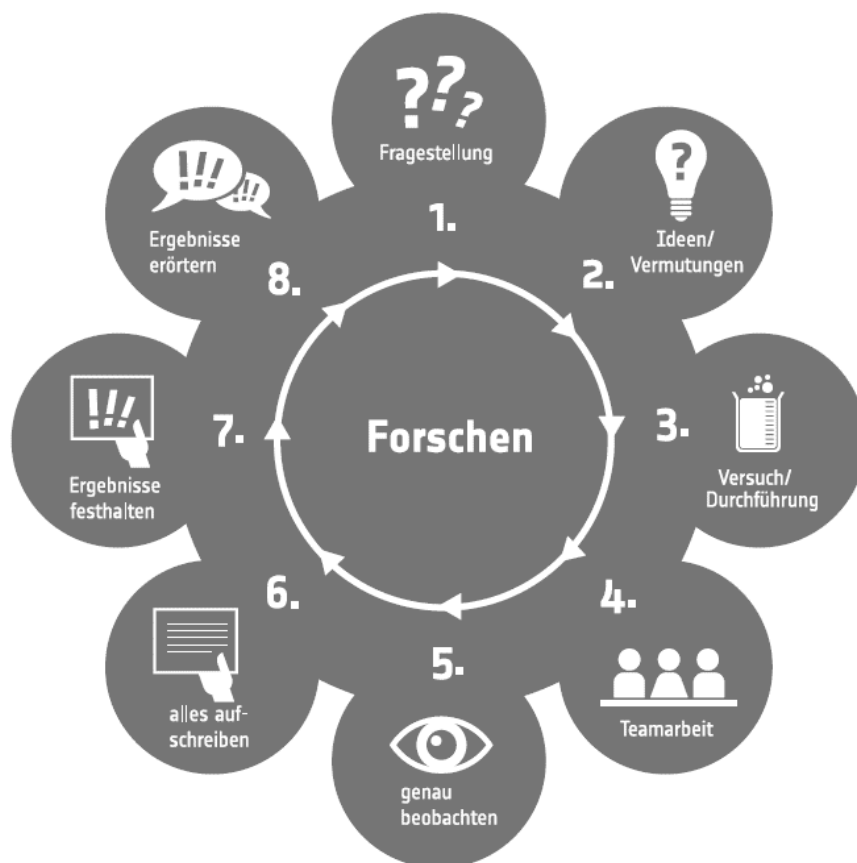 ???
Fragestellung
1.
?
Ideen/
Vermutungen
2.
Versuch/
Durchführung
3.
Teamarbeit
4.
genau
beobachten
5.
alles auf-
schreiben
6.
!!!
Ergebnisse
festhalten
7.
!!!
!!!
Ergebnisse
erörtern
8.
Forschen